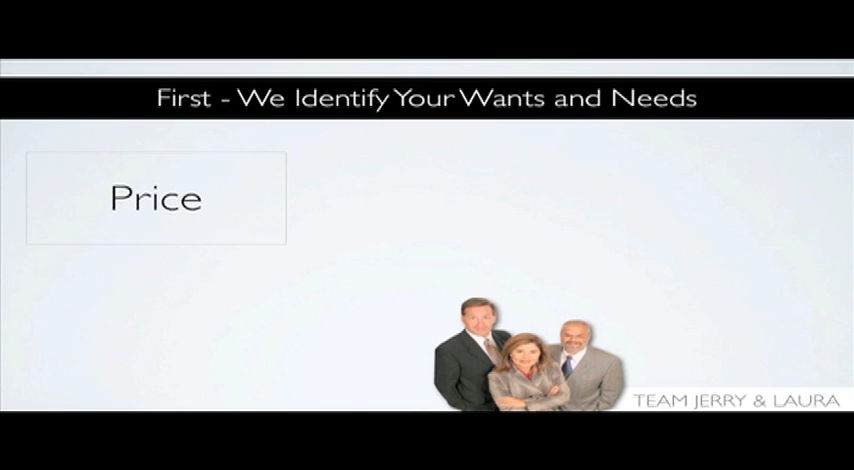 First - We Identify Your Wants and Needs
Price
TEAM JERRY & LAURA